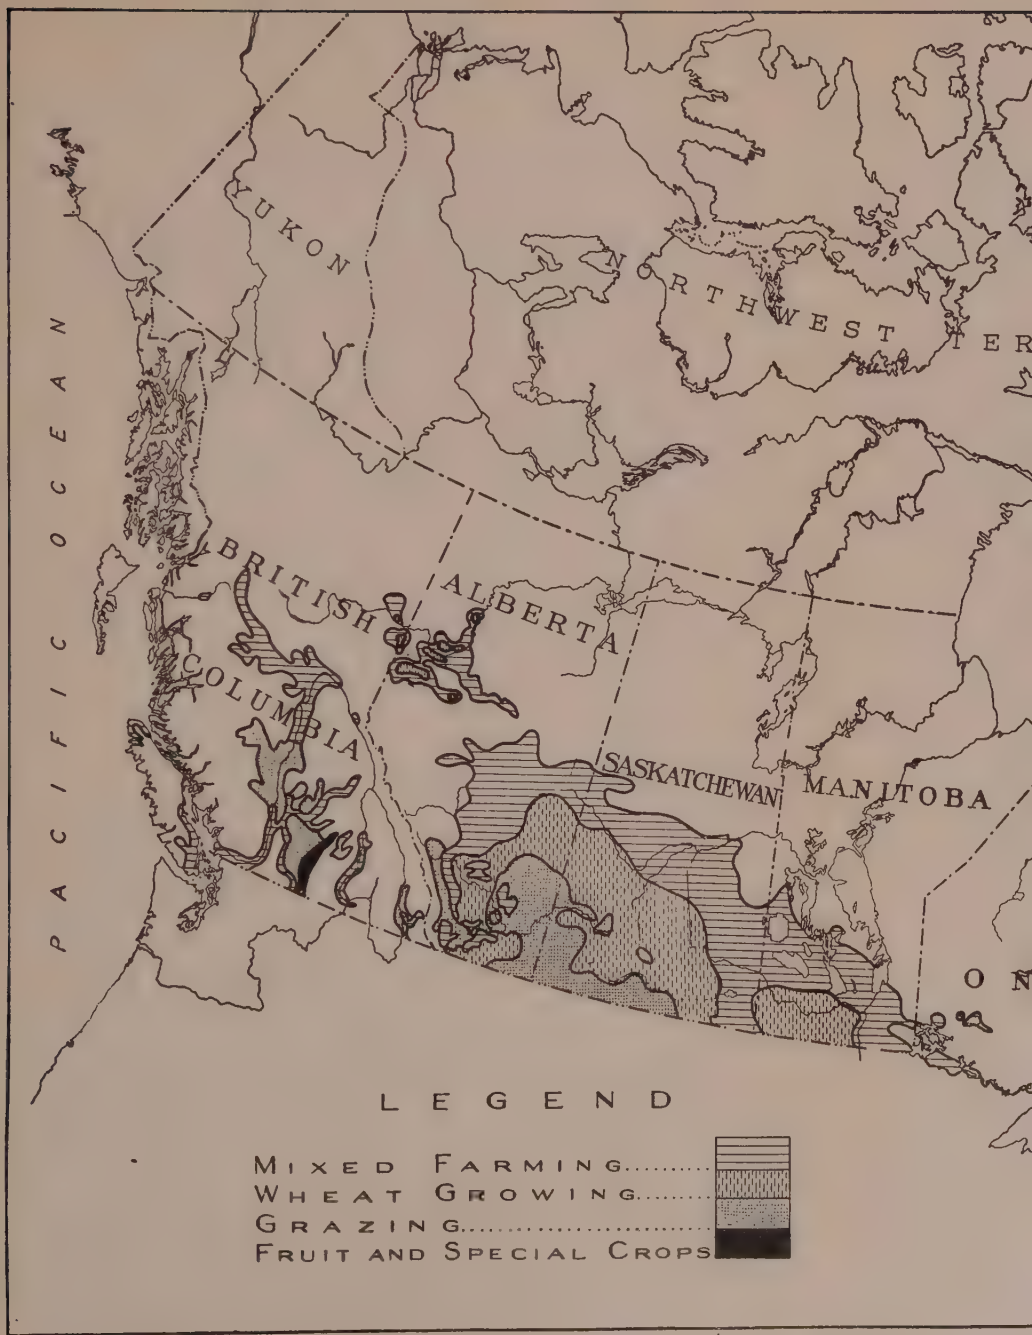 YUKON
NORTHWEST TER
PACIFIC OCEAN
BRITISH
COLUMBIA
ALBERTA
SASKATCHEWAN
MANITOBA
ON
LEGEND
MIXED FARMING..........
WHEAT GROWING..........
GRAZING..............................
FRUIT AND SPECIAL CROPS